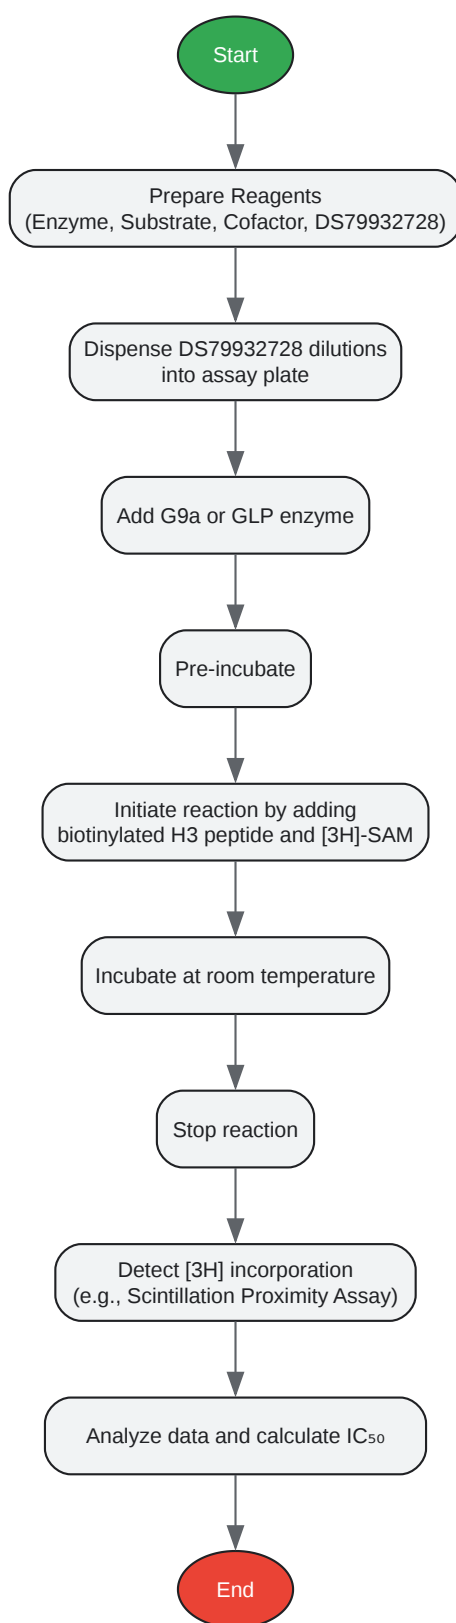 Start
Prepare Reagents
(Enzyme, Substrate, Cofactor, DS79932728)
Dispense DS79932728 dilutions
into assay plate
Add G9a or GLP enzyme
Pre-incubate
Initiate reaction by adding
biotinylated H3 peptide and [3H]-SAM
Incubate at room temperature
Stop reaction
Detect [3H] incorporation
(e.g., Scintillation Proximity Assay)
Analyze data and calculate IC₅₀
End